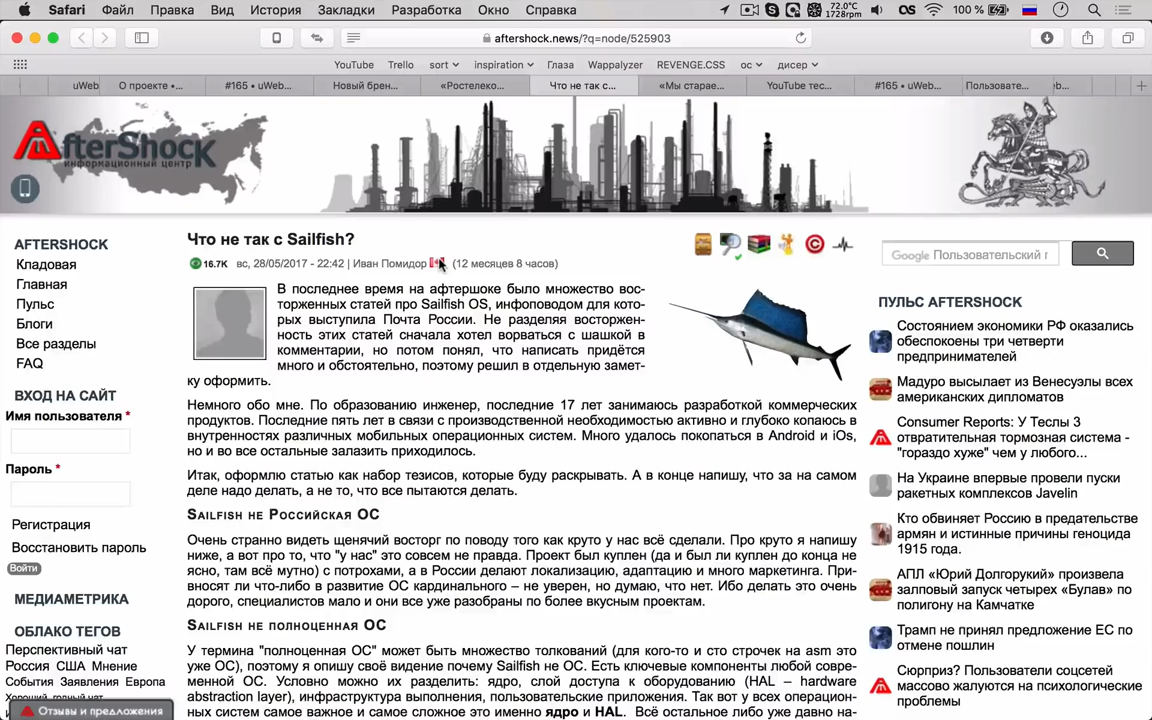 Safari Файл Правка Вид История Закладки Разработка Окно Справка 72.0°C 1728rpm 100 %
aftershock.news/?q=node/525903
YouTube Trello sort inspiration Глаза Wappalyzer REVENGE.CSS ос дисер
uWeb О проекте •... #165 • uWeb... Новый брен... «Ростелеко... Что не так с... «Мы старае... YouTube тес... #165 • uWeb... Пользовате...
AfterShock
информационный центр
Что не так с Sailfish?
16.7K вс, 28/05/2017 - 22:42 | Иван Помидор (12 месяцев 8 часов)
В последнее время на афтершоке было множество вос-
торженных статей про Sailfish OS, инфоповодом для кото-
рых выступила Почта России. Не разделяя восторжен-
ность этих статей сначала хотел ворваться с шашкой в
комментарии, но потом понял, что написать придётся
много и обстоятельно, поэтому решил в отдельную замет-
ку оформить.
Немного обо мне. По образованию инженер, последние 17 лет занимаюсь разработкой коммерческих
продуктов. Последние пять лет в связи с производственной необходимостью активно и глубоко копаюсь в
внутренностях различных мобильных операционных систем. Много удалось покопаться в Android и iOs,
но и во все остальные залазить приходилось.
Итак, оформлю статью как набор тезисов, которые буду раскрывать. А в конце напишу, что за на самом
деле надо делать, а не то, что все пытаются делать.
Sailfish не Российская ОС
Очень странно видеть щенячий восторг по поводу того как круто у нас всё сделали. Про круто я напишу
ниже, а вот про то, что "у нас" это совсем не правда. Проект был куплен (да и был ли куплен до конца не
ясно, там всё мутно) с потрохами, а в России делают локализацию, адаптацию и много маркетинга. При-
вносят ли что-либо в развитие ОС кардинального – не уверен, но думаю, что нет. Ибо делать это очень
дорого, специалистов мало и они все уже разобраны по более вкусным проектам.
Sailfish не полноценная ОС
У термина "полноценная ОС" может быть множество толкований (для кого-то и сто строчек на asm это
уже ОС), поэтому я опишу своё видение почему Sailfish не ОС. Есть ключевые компоненты любой совре-
менной ОС. Условно можно их разделить: ядро, слой доступа к оборудованию (HAL – hardware
abstraction layer), инфраструктура выполнения, пользовательские приложения. Так вот у всех операцион-
ных систем самое важное и самое сложное это именно ядро и HAL. Всё остальное либо уже давно на-
AFTERSHOCK
Кладовая
Главная
Пульс
Блоги
Все разделы
FAQ
ВХОД НА САЙТ
Имя пользователя *
Пароль *
Регистрация
Восстановить пароль
Войти
МЕДИАМЕТРИКА
ОБЛАКО ТЕГОВ
Перспективный чат
Россия США Мнение
События Заявления Европа
Хороший, годный чат
Отзывы и предложения
Google Пользовательский п
ПУЛЬС AFTERSHOCK
Состоянием экономики РФ оказались
обеспокоены три четверти
предпринимателей
Мадуро высылает из Венесуэлы всех
американских дипломатов
Consumer Reports: У Теслы 3
отвратительная тормозная система -
"гораздо хуже" чем у любого...
На Украине впервые провели пуски
ракетных комплексов Javelin
Кто обвиняет Россию в предательстве
армян и истинные причины геноцида
1915 года.
АПЛ «Юрий Долгорукий» произвела
залповый запуск четырех «Булав» по
полигону на Камчатке
Трамп не принял предложение ЕС по
отмене пошлин
Сюрприз? Пользователи соцсетей
массово жалуются на психологические
проблемы